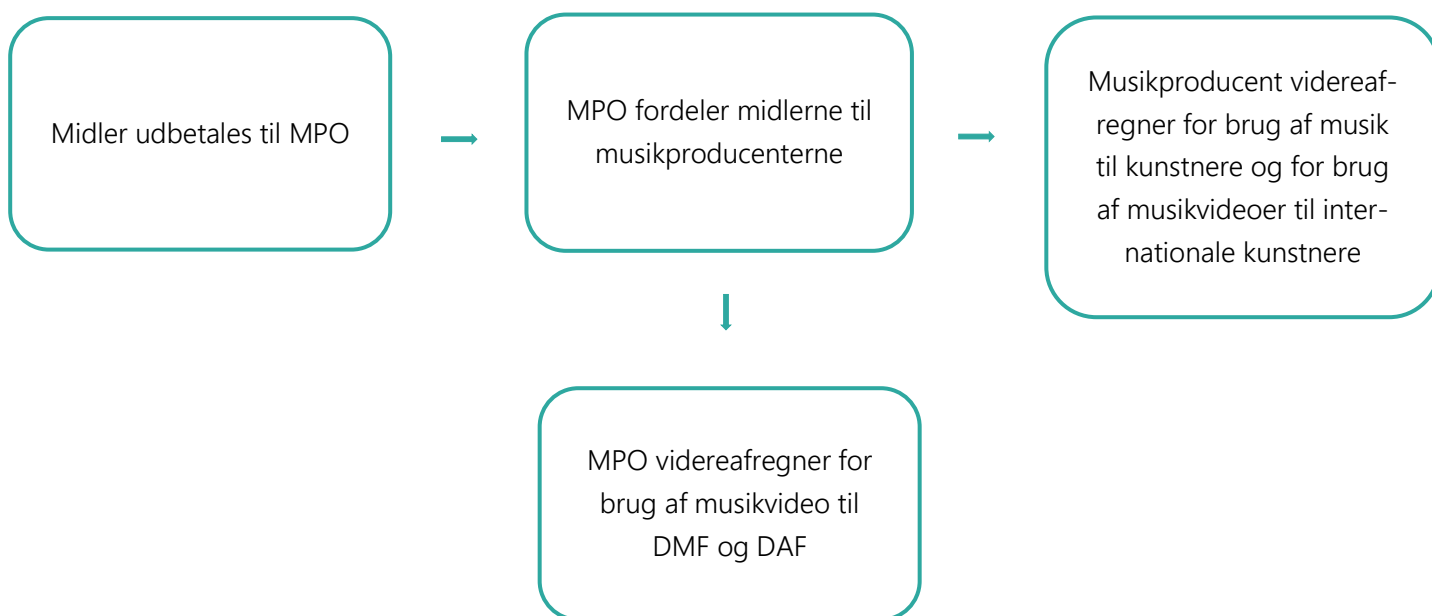 Midler udbetales til MPO
MPO fordeler midlerne til
musikproducenterne
Musikproducent videreaf-
regner for brug af musik
til kunstnere og for brug
af musikvideoer til inter-
nationale kunstnere
MPO videreafregner for
brug af musikvideo til
DMF og DAF